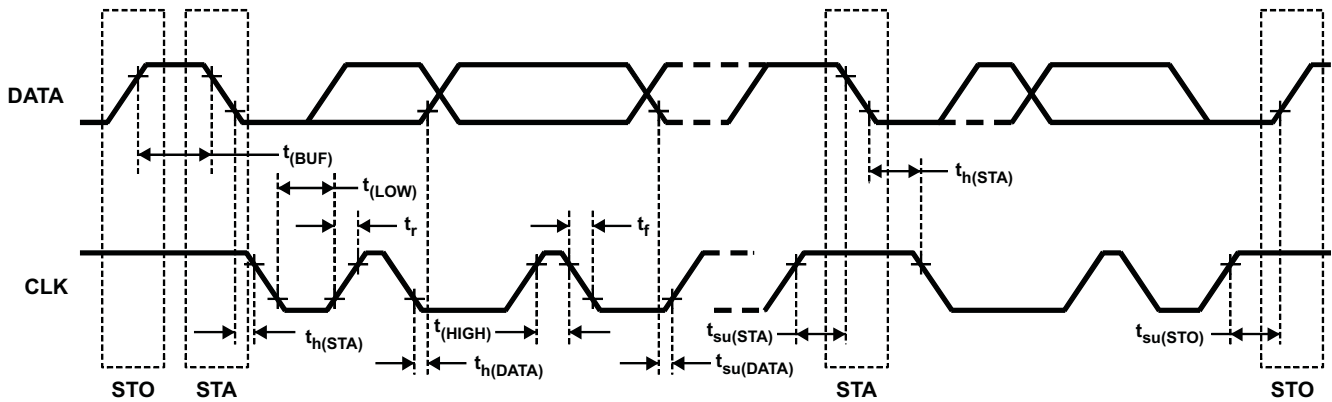 DATA
t(BUF)
t(LOW)
th(STA)
tr
tf
CLK
th(STA)
t(HIGH)
th(DATA)
tsu(DATA)
tsu(STA)
tsu(STO)
STO
STA
STA
STO